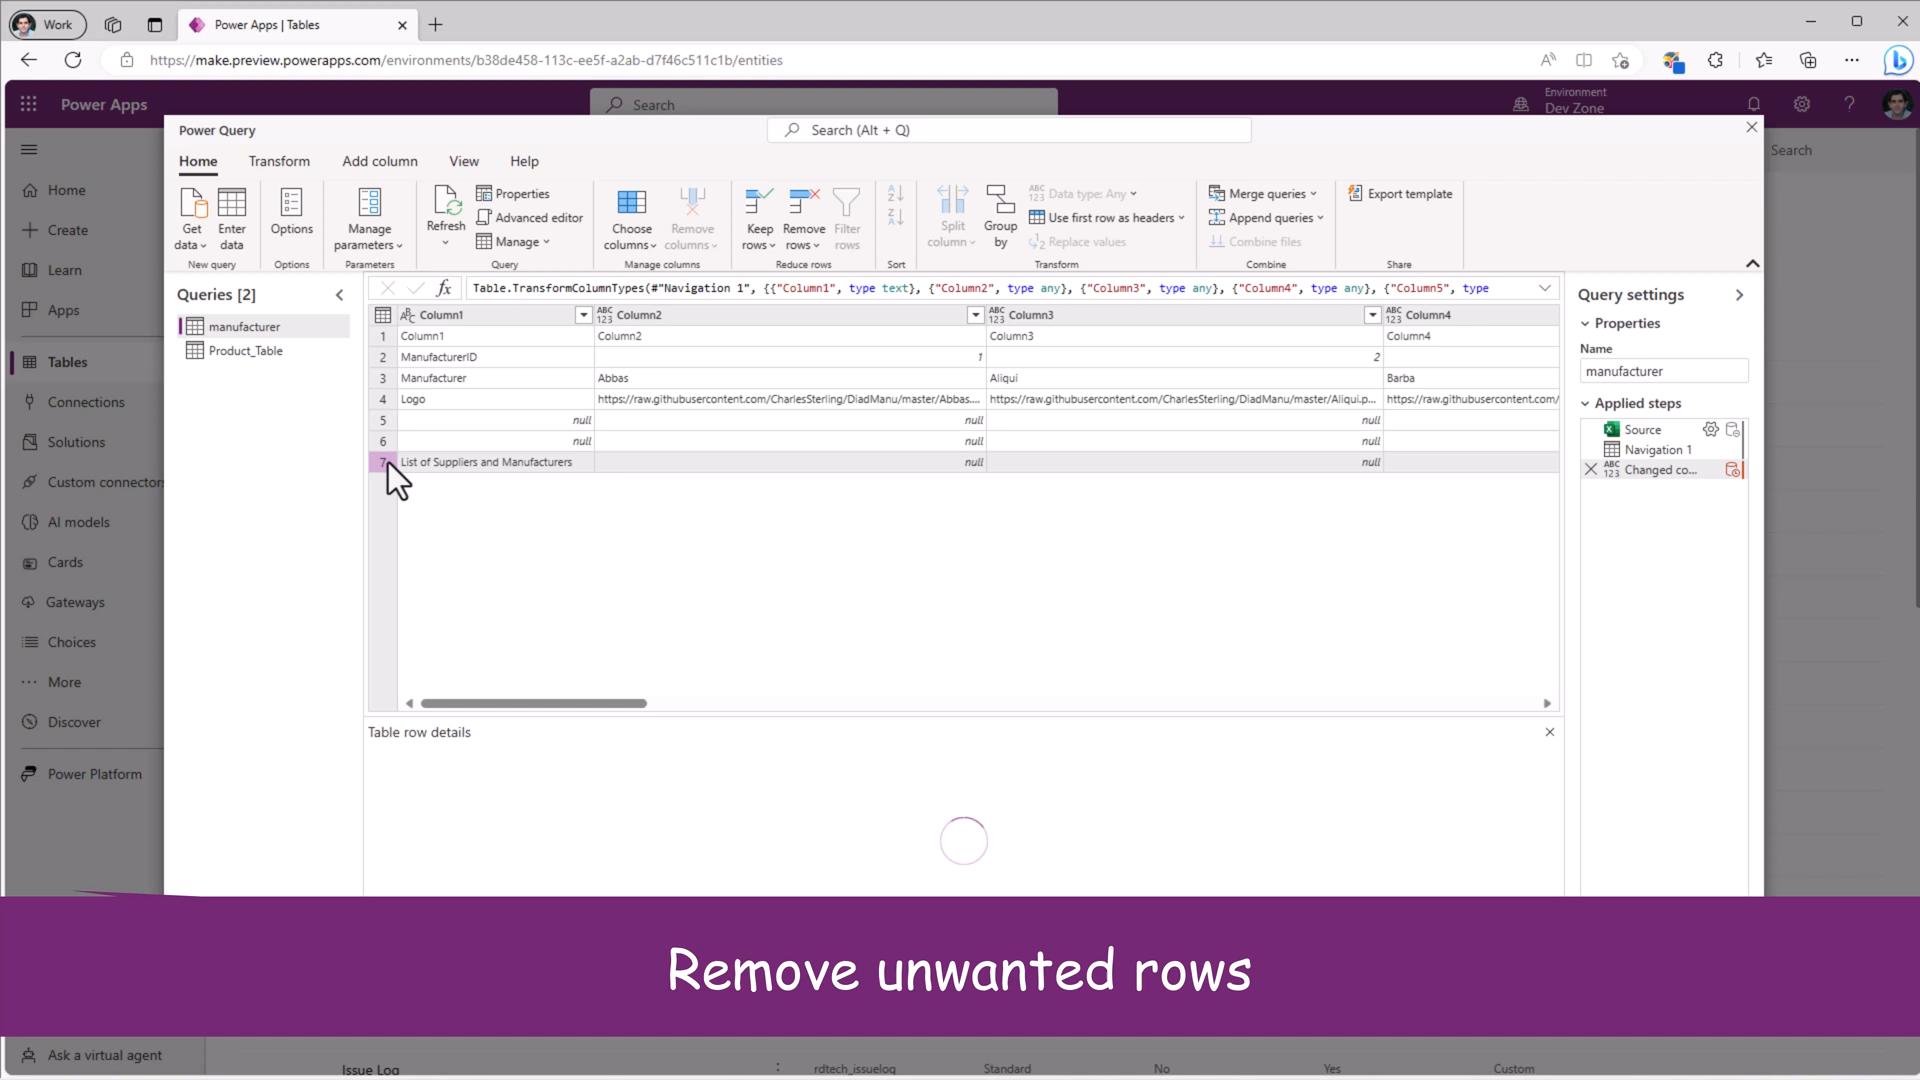 Work
Power Apps | Tables
https://make.preview.powerapps.com/environments/b38de458-113c-ee5f-a2ab-d7f46c511c1b/entities
Power Apps
Search
Environment
Dev Zone
Power Query
Search (Alt + Q)
Search
Home Transform Add column View Help
Get data
Enter data
New query
Options
Options
Manage parameters
Parameters
Refresh
Properties
Advanced editor
Manage
Query
Choose columns
Remove columns
Manage columns
Keep rows
Remove rows
Filter rows
Reduce rows
Sort
Split column
Group by
Data type: Any
Use first row as headers
Replace values
Transform
Merge queries
Append queries
Combine files
Combine
Export template
Share
Home
Create
Learn
Apps
Tables
Connections
Solutions
Custom connectors
AI models
Cards
Gateways
Choices
More
Discover
Power Platform
Ask a virtual agent
Queries [2]
manufacturer
Product_Table
Table.TransformColumnTypes(#"Navigation 1", {{"Column1", type text}, {"Column2", type any}, {"Column3", type any}, {"Column4", type any}, {"Column5", type
Column1 Column2 Column3 Column4
1 Column1 Column2 Column3 Column4
2 ManufacturerID 1 2
3 Manufacturer Abbas Aliqui Barba
4 Logo https://raw.githubusercontent.com/CharlesSterling/DiadManu/master/Abbas.... https://raw.githubusercontent.com/CharlesSterling/DiadManu/master/Aliqui.p... https://raw.githubusercontent.com/
5 null null null
6 null null null
7 List of Suppliers and Manufacturers null null
Table row details
Query settings
Properties
Name
manufacturer
Applied steps
Source
Navigation 1
Changed co...
Remove unwanted rows
Issue Log rdtech_issuelog Standard No Yes Custom